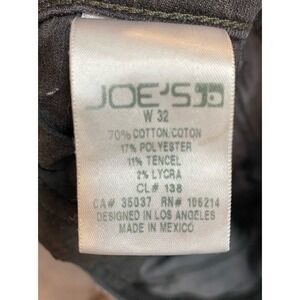 JOE'S
W 32
70% COTTON/COTON
17% POLYESTER
11% TENCEL
2% LYCRA
CL# 138
CA# 35037 RN# 106214
DESIGNED IN LOS ANGELES
MADE IN MEXICO